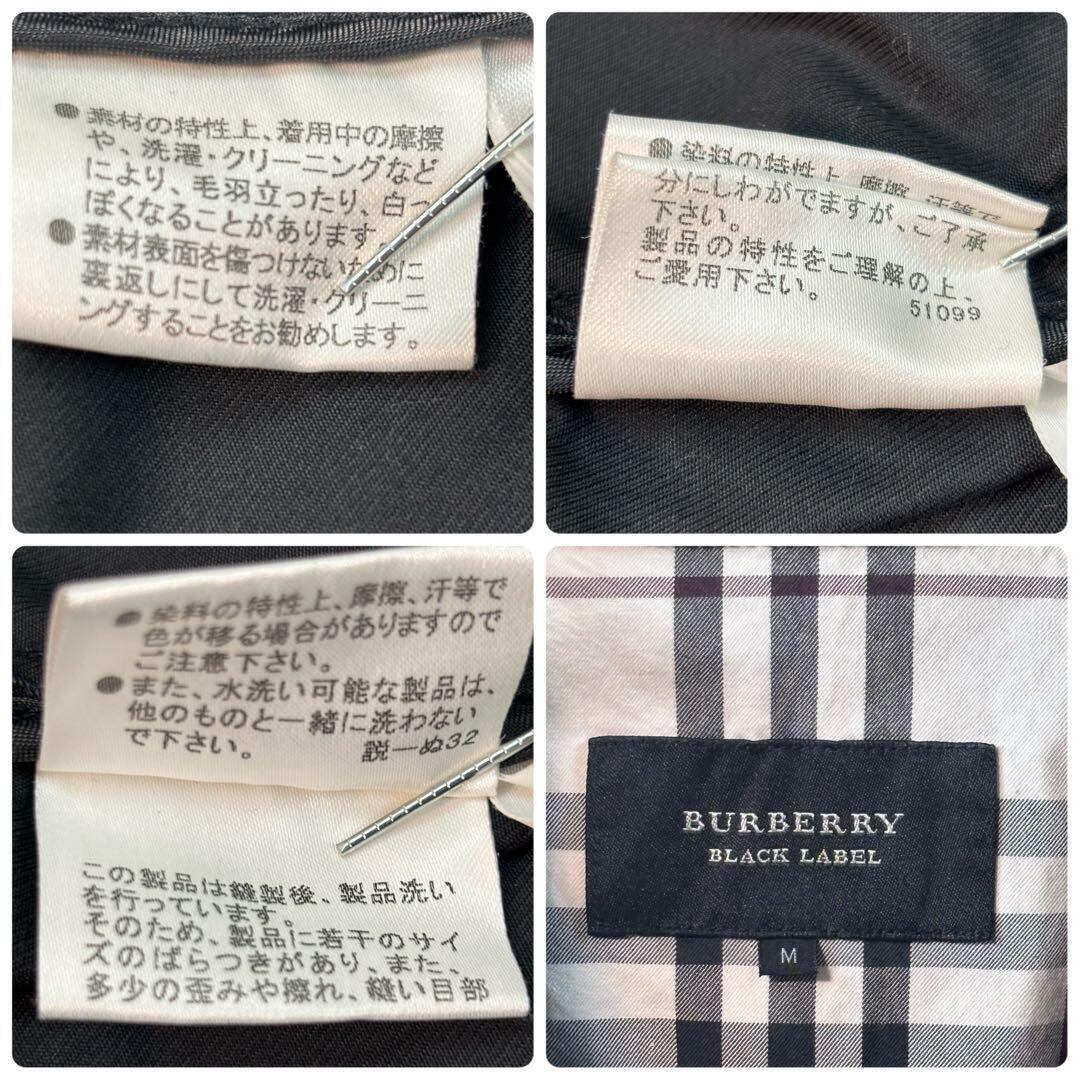 ● 素材の特性上、着用中の摩擦
や、洗濯・クリーニングなど
により、毛羽立ったり、白っ
ぽくなることがあります
● 素材表面を傷つけないために
裏返しにして洗濯・クリーニ
ングすることをお勧めします。
● 染料の特性上、摩擦、汗等で
分にしわがでますが、ご了承
下さい。
製品の特性をご理解の上、
ご愛用下さい。
51099
● 染料の特性上、摩擦、汗等で
色が移る場合がありますので
ご注意下さい。
● また、水洗い可能な製品は、
他のものと一緒に洗わない
で下さい。 説ーぬ32
この製品は縫製後、製品洗い
を行っています。
そのため、製品に若干のサイ
ズのばらつきがあり、また、
多少の歪みや擦れ、縫い目部
BURBERRY
BLACK LABEL
M